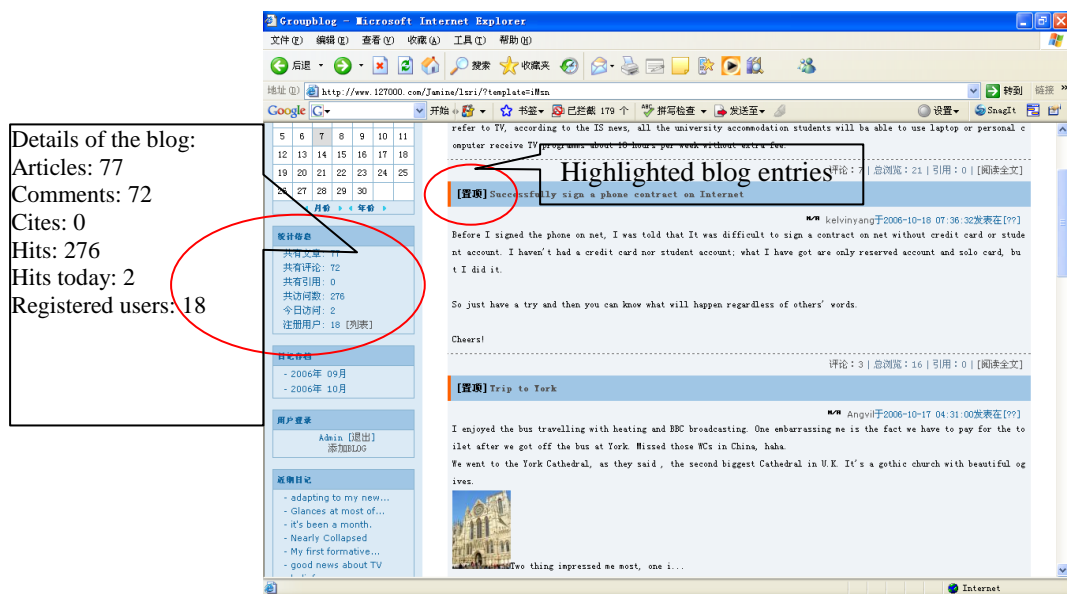 Groupblog - Microsoft Internet Explorer
文件(F) 编辑(E) 查看(V) 收藏(A) 工具(T) 帮助(H)
后退 搜索 收藏夹
地址(D) http://www.127000.com/Janine/lsri/?template=iMsn 转到 链接 »
Google G 开始 书签 已拦截 179 个 拼写检查 发送至 设置 SnagIt
Details of the blog:
Articles: 77
Comments: 72
Cites: 0
Hits: 276
Hits today: 2
Registered users: 18
5 6 7 8 9 10 11
12 13 14 15 16 17 18
19 20 21 22 23 24 25
26 27 28 29 30
月份 年份
统计信息
共有文章: 77
共有评论: 72
共有引用: 0
共访问数: 276
今日访问: 2
注册用户: 18 [列表]
日记存档
- 2006年 09月
- 2006年 10月
用户登录
Admin [退出]
添加BLOG
近期日记
- adapting to my new...
- Glances at most of...
- it's been a month.
- Nearly Collapsed
- My first formative...
- good news about TV
refer to TV, according to the IS news, all the university accommodation students will ba able to use laptop or personal c
omputer receive TV programms about 18 hours per week without extra fee.
评论：7 | 总浏览：21 | 引用：0 | [阅读全文]
Highlighted blog entries
[置顶] Successfully sign a phone contract on Internet
kelvinyang于2006-10-18 07:36:32发表在[??]
Before I signed the phone on net, I was told that It was difficult to sign a contract on net without credit card or stude
nt account. I haven't had a credit card nor student account; what I have got are only reserved account and solo card, bu
t I did it.
So just have a try and then you can know what will happen regardless of others' words.
Cheers!
评论：3 | 总浏览：16 | 引用：0 | [阅读全文]
[置顶] Trip to York
Angvil于2006-10-17 04:31:00发表在[??]
I enjoyed the bus travelling with heating and BBC broadcasting. One embarrassing me is the fact we have to pay for the to
ilet after we got off the bus at York. Missed those WCs in China, haha.
We went to the York Cathedral, as they said , the second biggest Cathedral in U.K. It's a gothic church with beautiful og
ives.
Two thing impressed me most, one i...
Internet